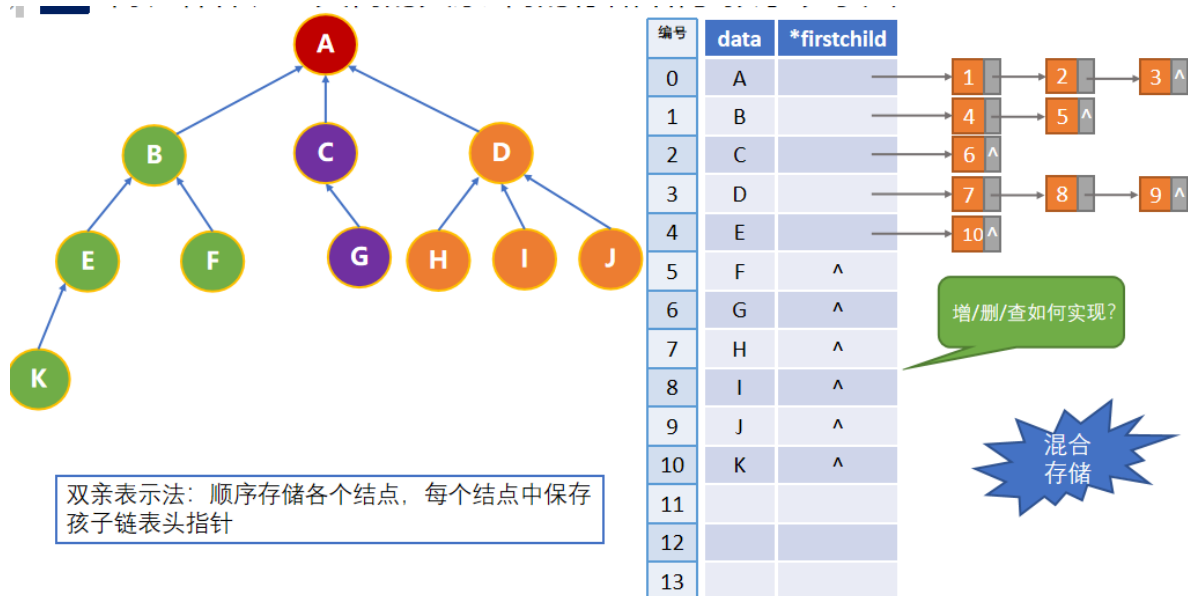 A
B
C
D
E
F
G
H
I
J
K
双亲表示法：顺序存储各个结点，每个结点中保存
孩子链表头指针
编号 data *firstchild
0 A 1 2 3 ^
1 B 4 5 ^
2 C 6 ^
3 D 7 8 9 ^
4 E 10 ^
5 F ^
6 G ^
7 H ^
8 I ^
9 J ^
10 K ^
11
12
13
增/删/查如何实现？
混合
存储